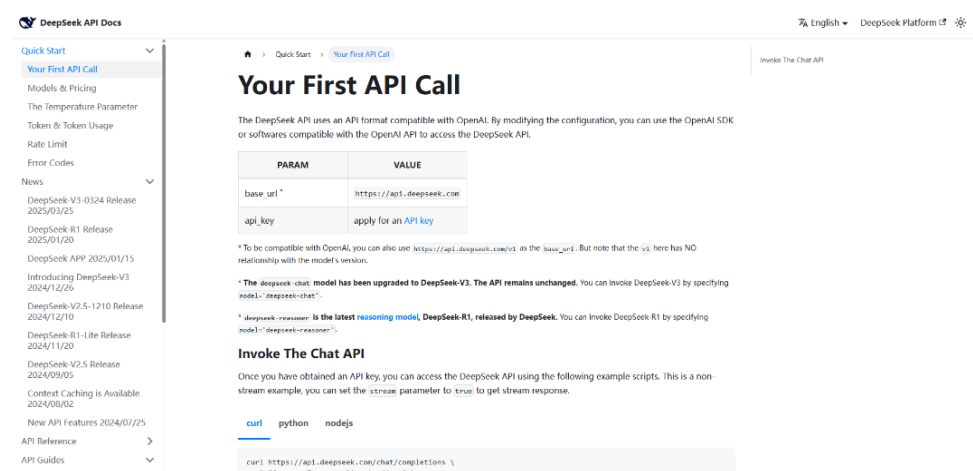 DeepSeek API Docs
English
DeepSeek Platform
Quick Start
Your First API Call
Models & Pricing
The Temperature Parameter
Token & Token Usage
Rate Limit
Error Codes
News
DeepSeek-V3-0324 Release
2025/03/25
DeepSeek-R1 Release
2025/01/20
DeepSeek APP 2025/01/15
Introducing DeepSeek-V3
2024/12/26
DeepSeek-V2.5-1210 Release
2024/12/10
DeepSeek-R1-Lite Release
2024/11/20
DeepSeek-V2.5 Release
2024/09/05
Context Caching is Available
2024/08/02
New API Features 2024/07/25
API Reference
API Guides
Quick Start
Your First API Call
Your First API Call
The DeepSeek API uses an API format compatible with OpenAI. By modifying the configuration, you can use the OpenAI SDK
or softwares compatible with the OpenAI API to access the DeepSeek API.
PARAM VALUE
base_url * https://api.deepseek.com
api_key apply for an API key
* To be compatible with OpenAI, you can also use https://api.deepseek.com/v1 as the base_url. But note that the v1 here has NO
relationship with the model's version.
* The deepseek-chat model has been upgraded to DeepSeek-V3. The API remains unchanged. You can invoke DeepSeek-V3 by specifying
model='deepseek-chat'.
* deepseek-reasoner is the latest reasoning model, DeepSeek-R1, released by DeepSeek. You can invoke DeepSeek-R1 by specifying
model='deepseek-reasoner'.
Invoke The Chat API
Once you have obtained an API key, you can access the DeepSeek API using the following example scripts. This is a non-
stream example, you can set the stream parameter to true to get stream response.
curl python nodejs
curl https://api.deepseek.com/chat/completions \
Invoke The Chat API